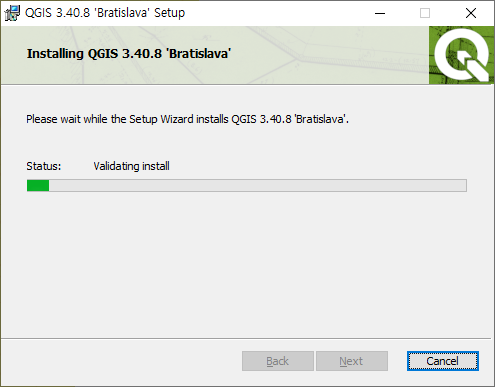 QGIS 3.40.8 'Bratislava' Setup
Installing QGIS 3.40.8 'Bratislava'
Please wait while the Setup Wizard installs QGIS 3.40.8 'Bratislava'.
Status: Validating install
Back Next Cancel